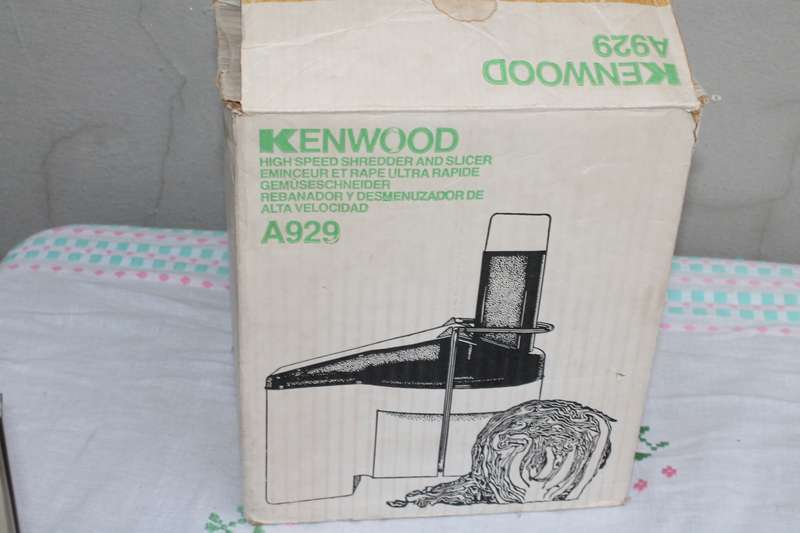 KENWOOD
A929
KENWOOD
HIGH SPEED SHREDDER AND SLICER
EMINCEUR ET RAPE ULTRA RAPIDE
GEMÜSESCHNEIDER
REBANADOR Y DESMENUZADOR DE
ALTA VELOCIDAD
A929